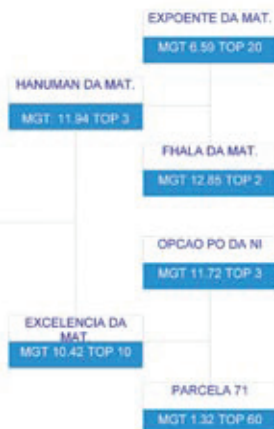 EXPOENTE DA MAT.
MGT 6.59 TOP 20
HANUMAN DA MAT.
MGT: 11.94 TOP 3
FHALA DA MAT.
MGT 12.85 TOP 2
OPCAO PO DA NI
MGT 11.72 TOP 3
EXCELENCIA DA
MAT.
MGT 10.42 TOP 10
PARCELA 71
MGT 1.32 TOP 60